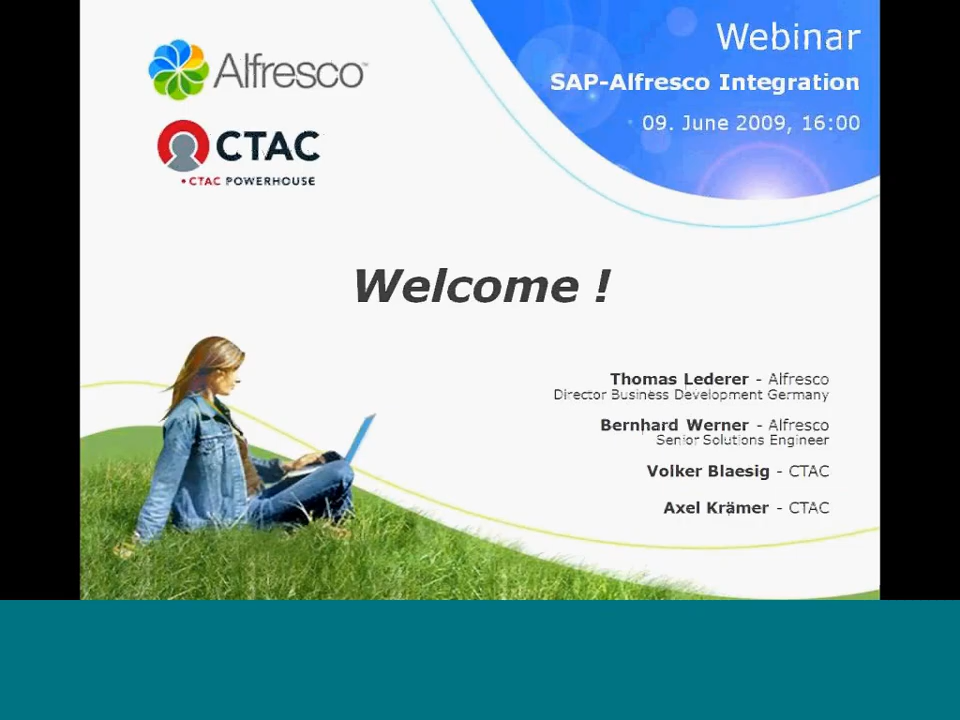 Alfresco™
CTAC
• CTAC POWERHOUSE
Webinar
SAP-Alfresco Integration
09. June 2009, 16:00
Welcome !
Thomas Lederer - Alfresco
Director Business Development Germany
Bernhard Werner - Alfresco
Senior Solutions Engineer
Volker Blaesig - CTAC
Axel Krämer - CTAC